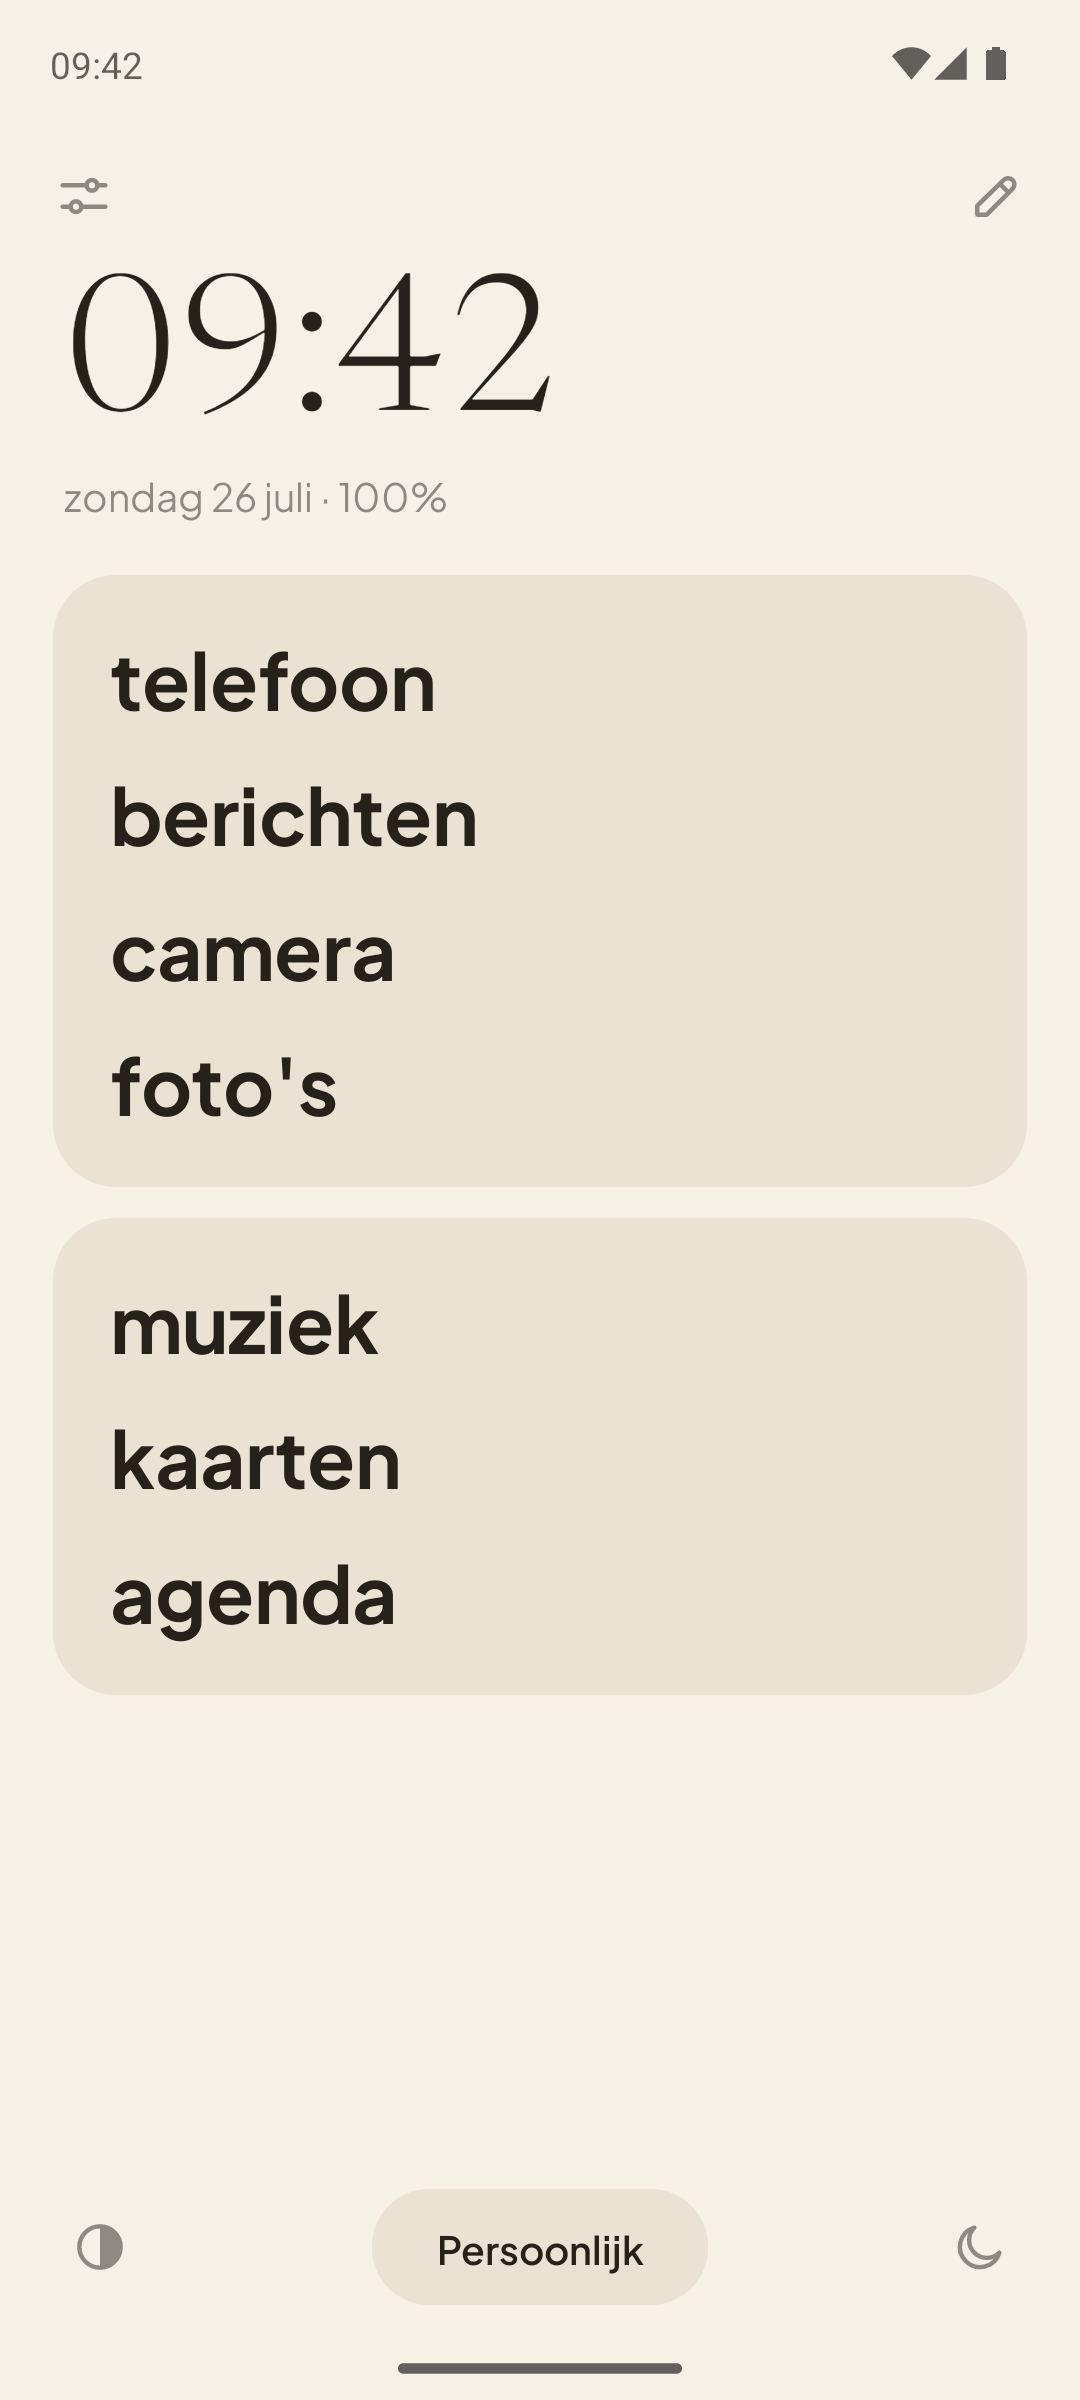 09:42
09:42
zondag 26 juli · 100%
telefoon
berichten
camera
foto's
muziek
kaarten
agenda
Persoonlijk